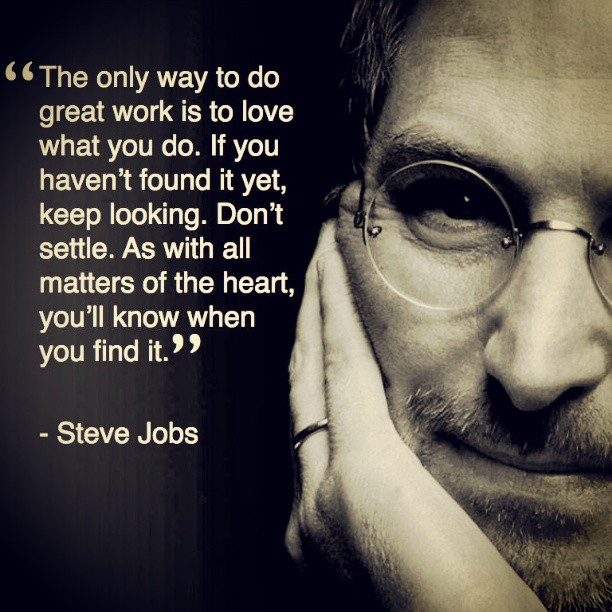 “The only way to do
great work is to love
what you do. If you
haven’t found it yet,
keep looking. Don’t
settle. As with all
matters of the heart,
you’ll know when
you find it.”
- Steve Jobs